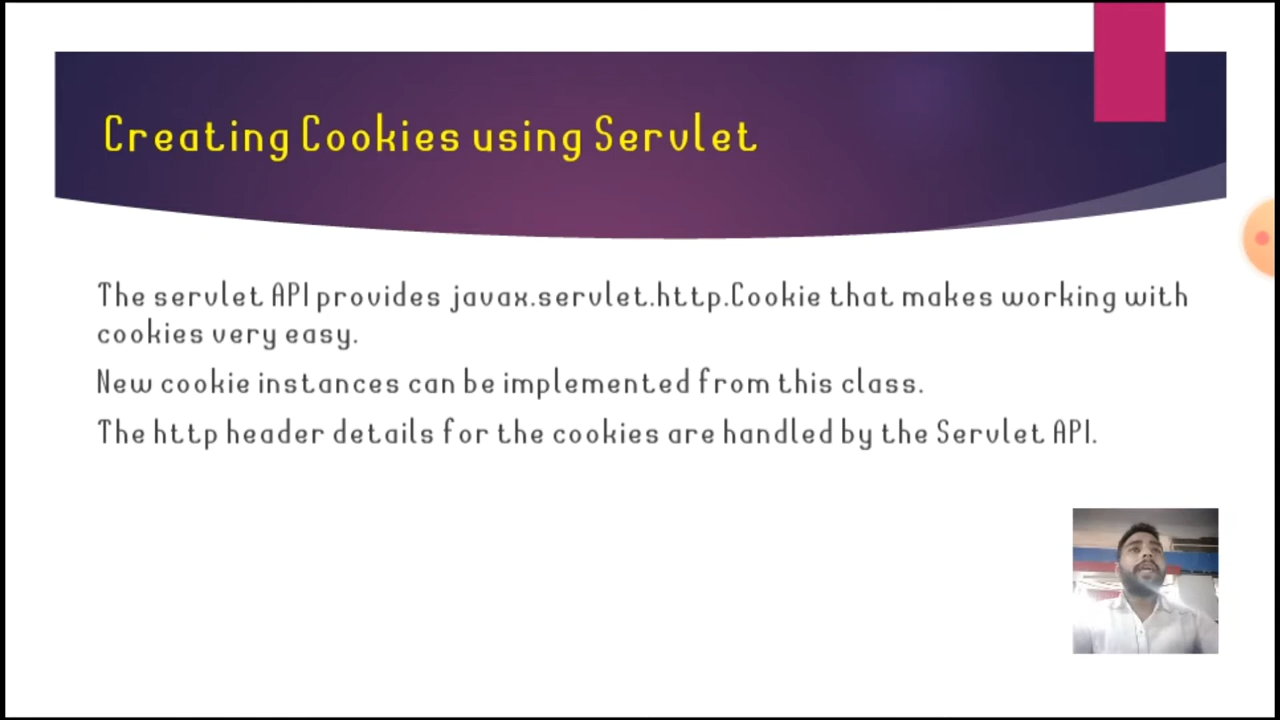 Creating Cookies using Servlet
The servlet API provides javax.servlet.http.Cookie that makes working with
cookies very easy.
New cookie instances can be implemented from this class.
The http header details for the cookies are handled by the Servlet API.